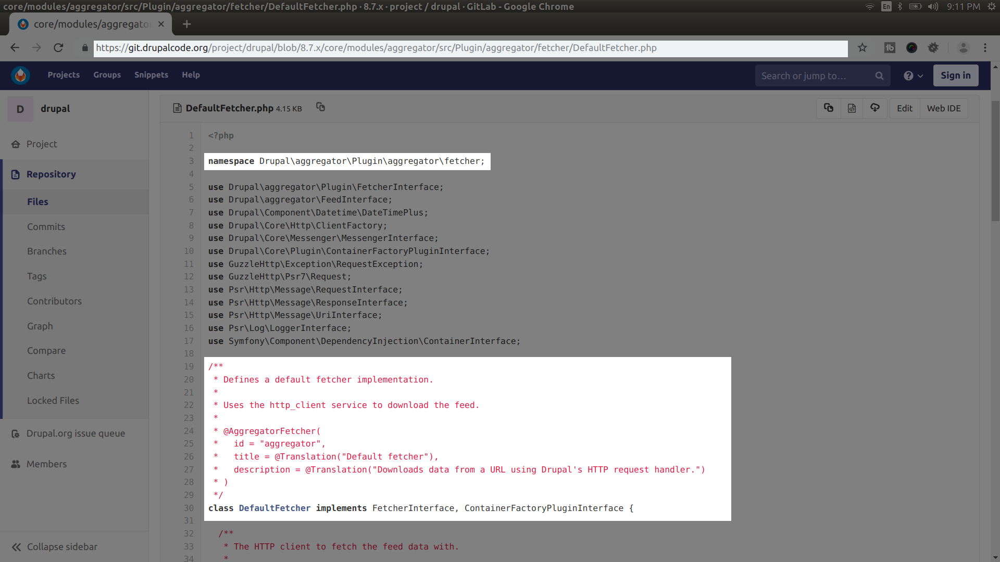 core/modules/aggregator/src/Plugin/aggregator/fetcher/DefaultFetcher.php · 8.7.x · project / drupal · GitLab - Google Chrome
En
9:11 PM
core/modules/aggregato
https://git.drupalcode.org/project/drupal/blob/8.7.x/core/modules/aggregator/src/Plugin/aggregator/fetcher/DefaultFetcher.php
Projects Groups Snippets Help
Search or jump to…
Sign in
D drupal
DefaultFetcher.php 4.15 KB
Edit Web IDE
Project
Repository
Files
Commits
Branches
Tags
Contributors
Graph
Compare
Charts
Locked Files
Drupal.org issue queue
Members
Collapse sidebar
1 <?php
2
3 namespace Drupal\aggregator\Plugin\aggregator\fetcher;
4
5 use Drupal\aggregator\Plugin\FetcherInterface;
6 use Drupal\aggregator\FeedInterface;
7 use Drupal\Component\Datetime\DateTimePlus;
8 use Drupal\Core\Http\ClientFactory;
9 use Drupal\Core\Messenger\MessengerInterface;
10 use Drupal\Core\Plugin\ContainerFactoryPluginInterface;
11 use GuzzleHttp\Exception\RequestException;
12 use GuzzleHttp\Psr7\Request;
13 use Psr\Http\Message\RequestInterface;
14 use Psr\Http\Message\ResponseInterface;
15 use Psr\Http\Message\UriInterface;
16 use Psr\Log\LoggerInterface;
17 use Symfony\Component\DependencyInjection\ContainerInterface;
18
19 /**
20  * Defines a default fetcher implementation.
21  *
22  * Uses the http_client service to download the feed.
23  *
24  * @AggregatorFetcher(
25  *   id = "aggregator",
26  *   title = @Translation("Default fetcher"),
27  *   description = @Translation("Downloads data from a URL using Drupal's HTTP request handler.")
28  * )
29  */
30 class DefaultFetcher implements FetcherInterface, ContainerFactoryPluginInterface {
31
32   /**
33    * The HTTP client to fetch the feed data with.
34    *